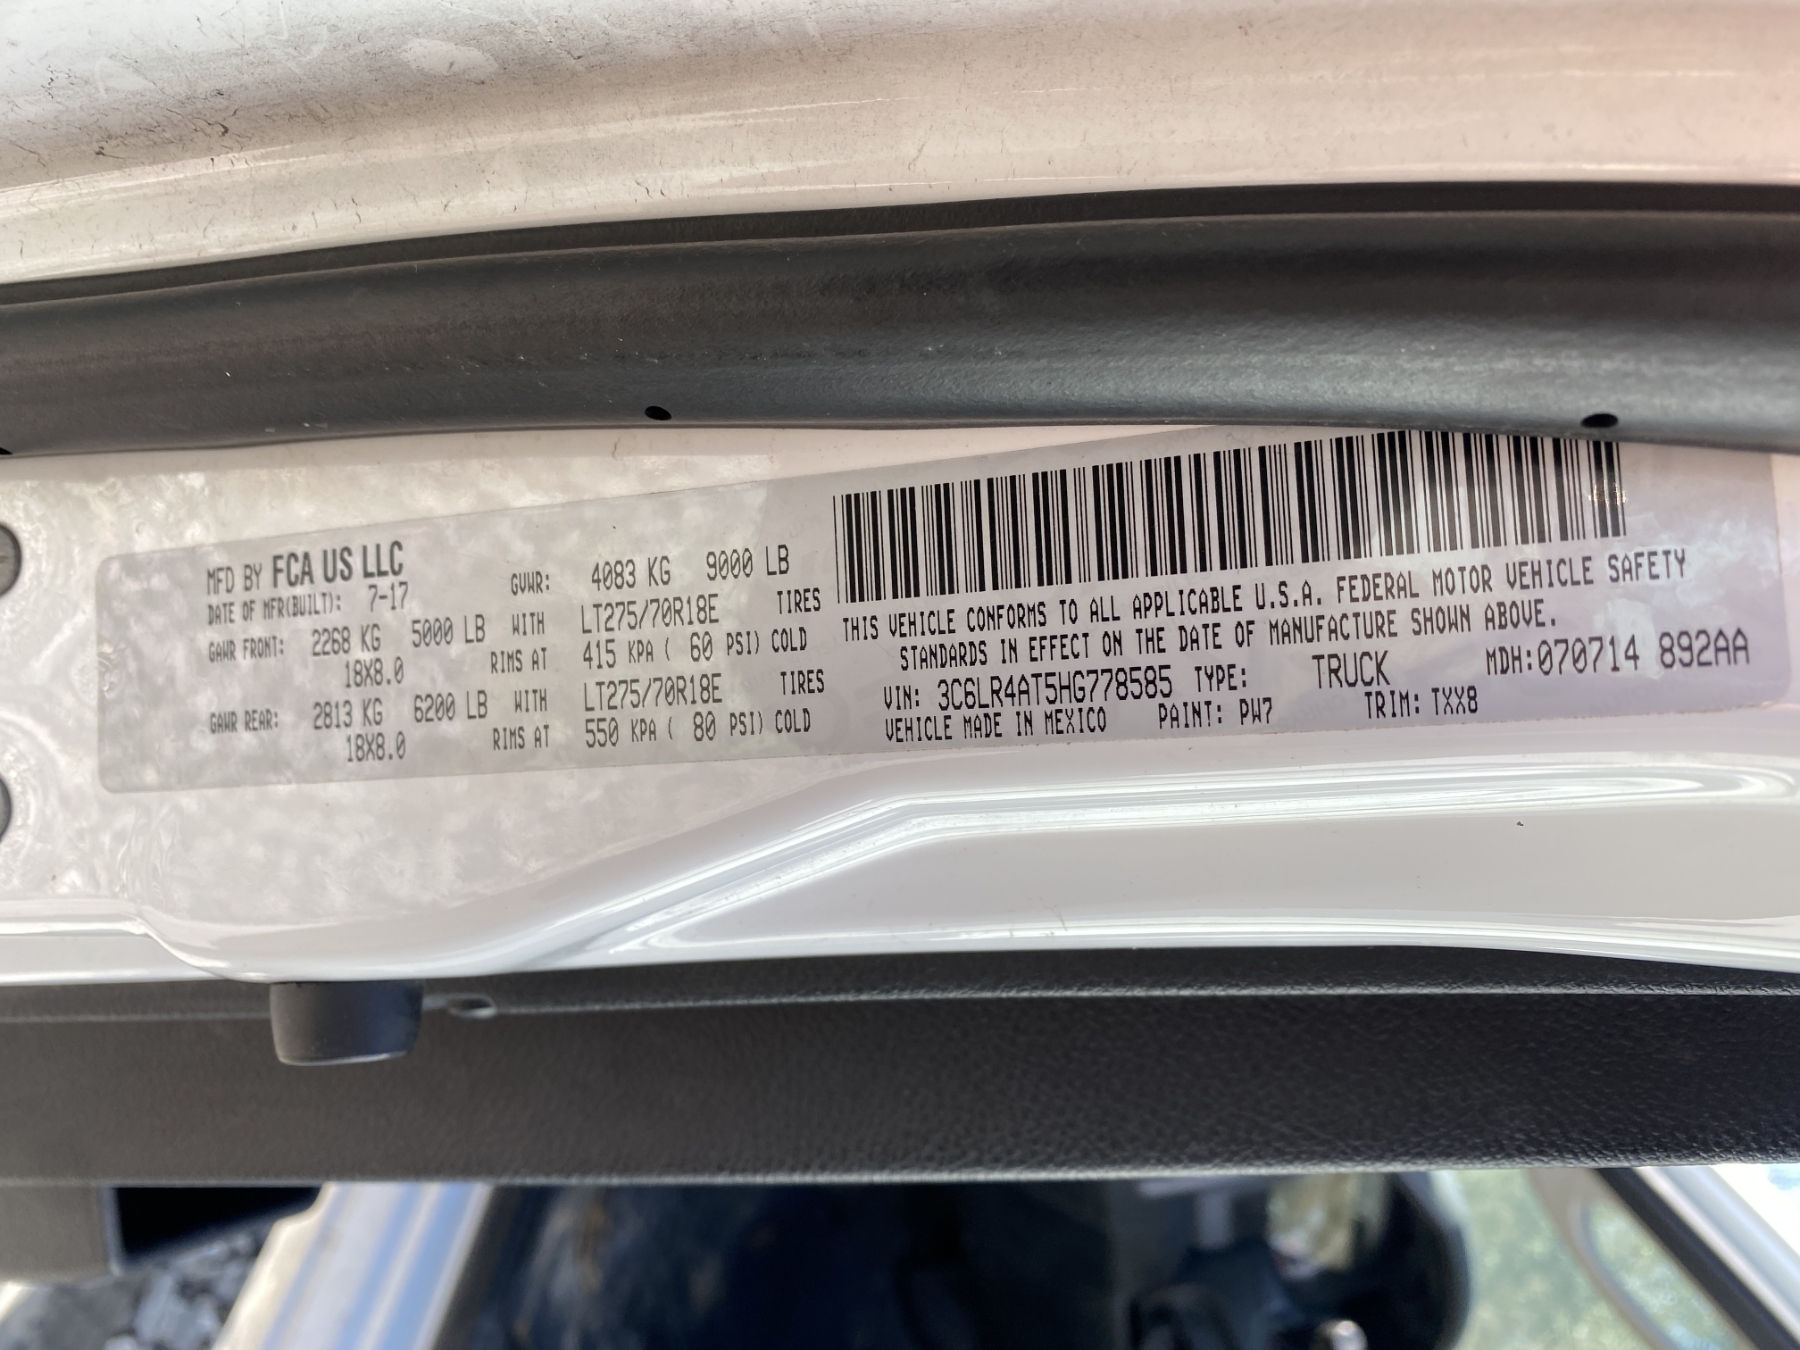 MFD BY FCA US LLC
DATE OF MFR(BUILT): 7-17
GVWR: 4083 KG 9000 LB
GAWR FRONT: 2268 KG 5000 LB WITH LT275/70R18E TIRES
18X8.0 RIMS AT 415 KPA ( 60 PSI) COLD
GAWR REAR: 2813 KG 6200 LB WITH LT275/70R18E TIRES
18X8.0 RIMS AT 550 KPA ( 80 PSI) COLD
THIS VEHICLE CONFORMS TO ALL APPLICABLE U.S.A. FEDERAL MOTOR VEHICLE SAFETY
STANDARDS IN EFFECT ON THE DATE OF MANUFACTURE SHOWN ABOVE.
MDH:070714 892AA
VIN: 3C6LR4AT5HG778585 TYPE: TRUCK
VEHICLE MADE IN MEXICO PAINT: PW7 TRIM: TXX8